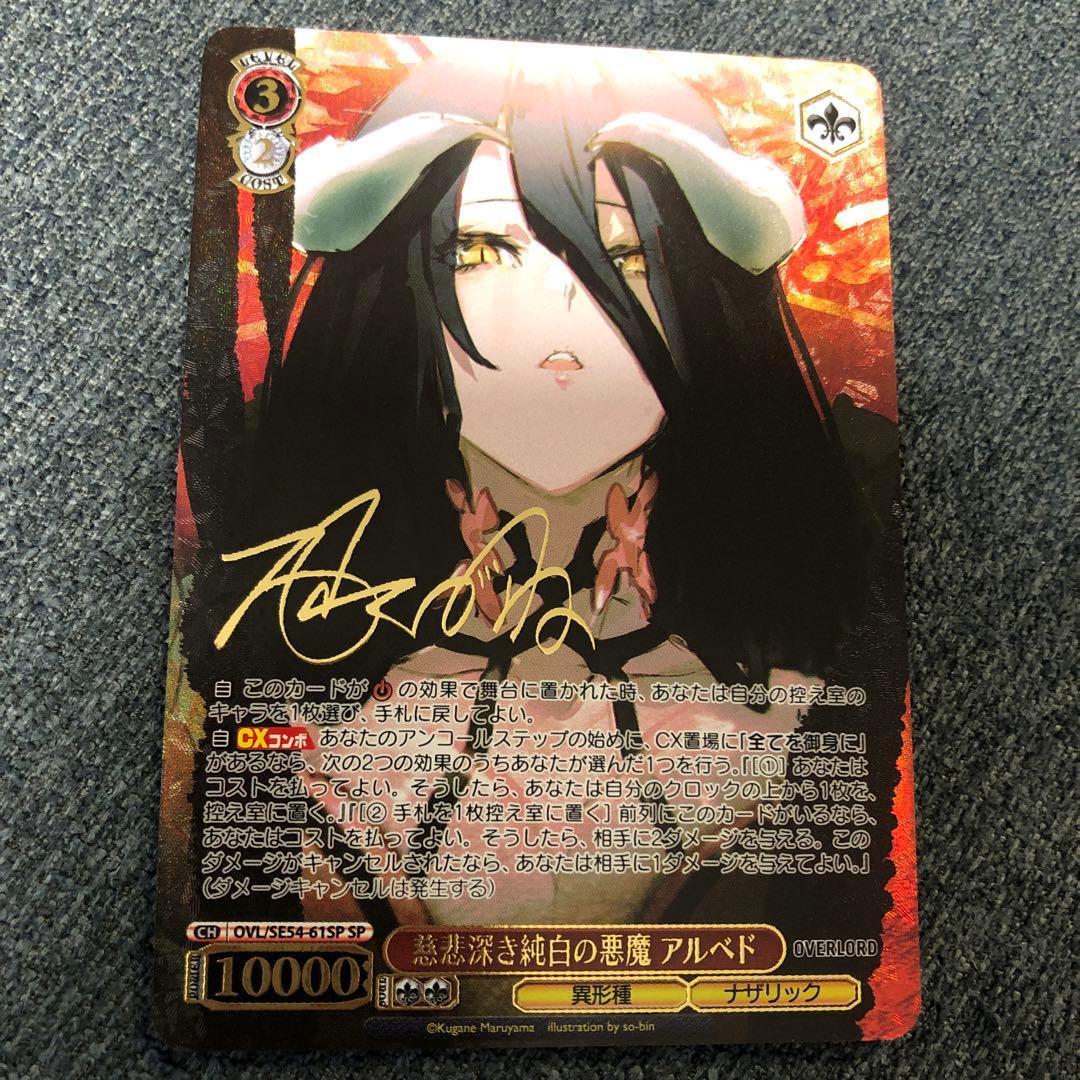 LEVEL
3
2
COST
自 このカードが の効果で舞台に置かれた時、あなたは自分の控え室の
キャラを1枚選び、手札に戻してよい。
自 CXコンボ あなたのアンコールステップの始めに、CX置場に「全てを御身に」
があるなら、次の2つの効果のうちあなたが選んだ1つを行う。『[①] あなたは
コストを払ってよい。そうしたら、あなたは自分のクロックの上から1枚を、
控え室に置く。』『[② 手札を1枚控え室に置く] 前列にこのカードがいるなら、
あなたはコストを払ってよい。そうしたら、相手に2ダメージを与える。この
ダメージがキャンセルされたなら、あなたは相手に1ダメージを与えてよい。』
(ダメージキャンセルは発生する)
CH OVL/SE54-61SP SP
慈悲深き純白の悪魔 アルベド
OVERLORD
POWER
10000
異形種
ナザリック
©Kugane Maruyama illustration by so-bin